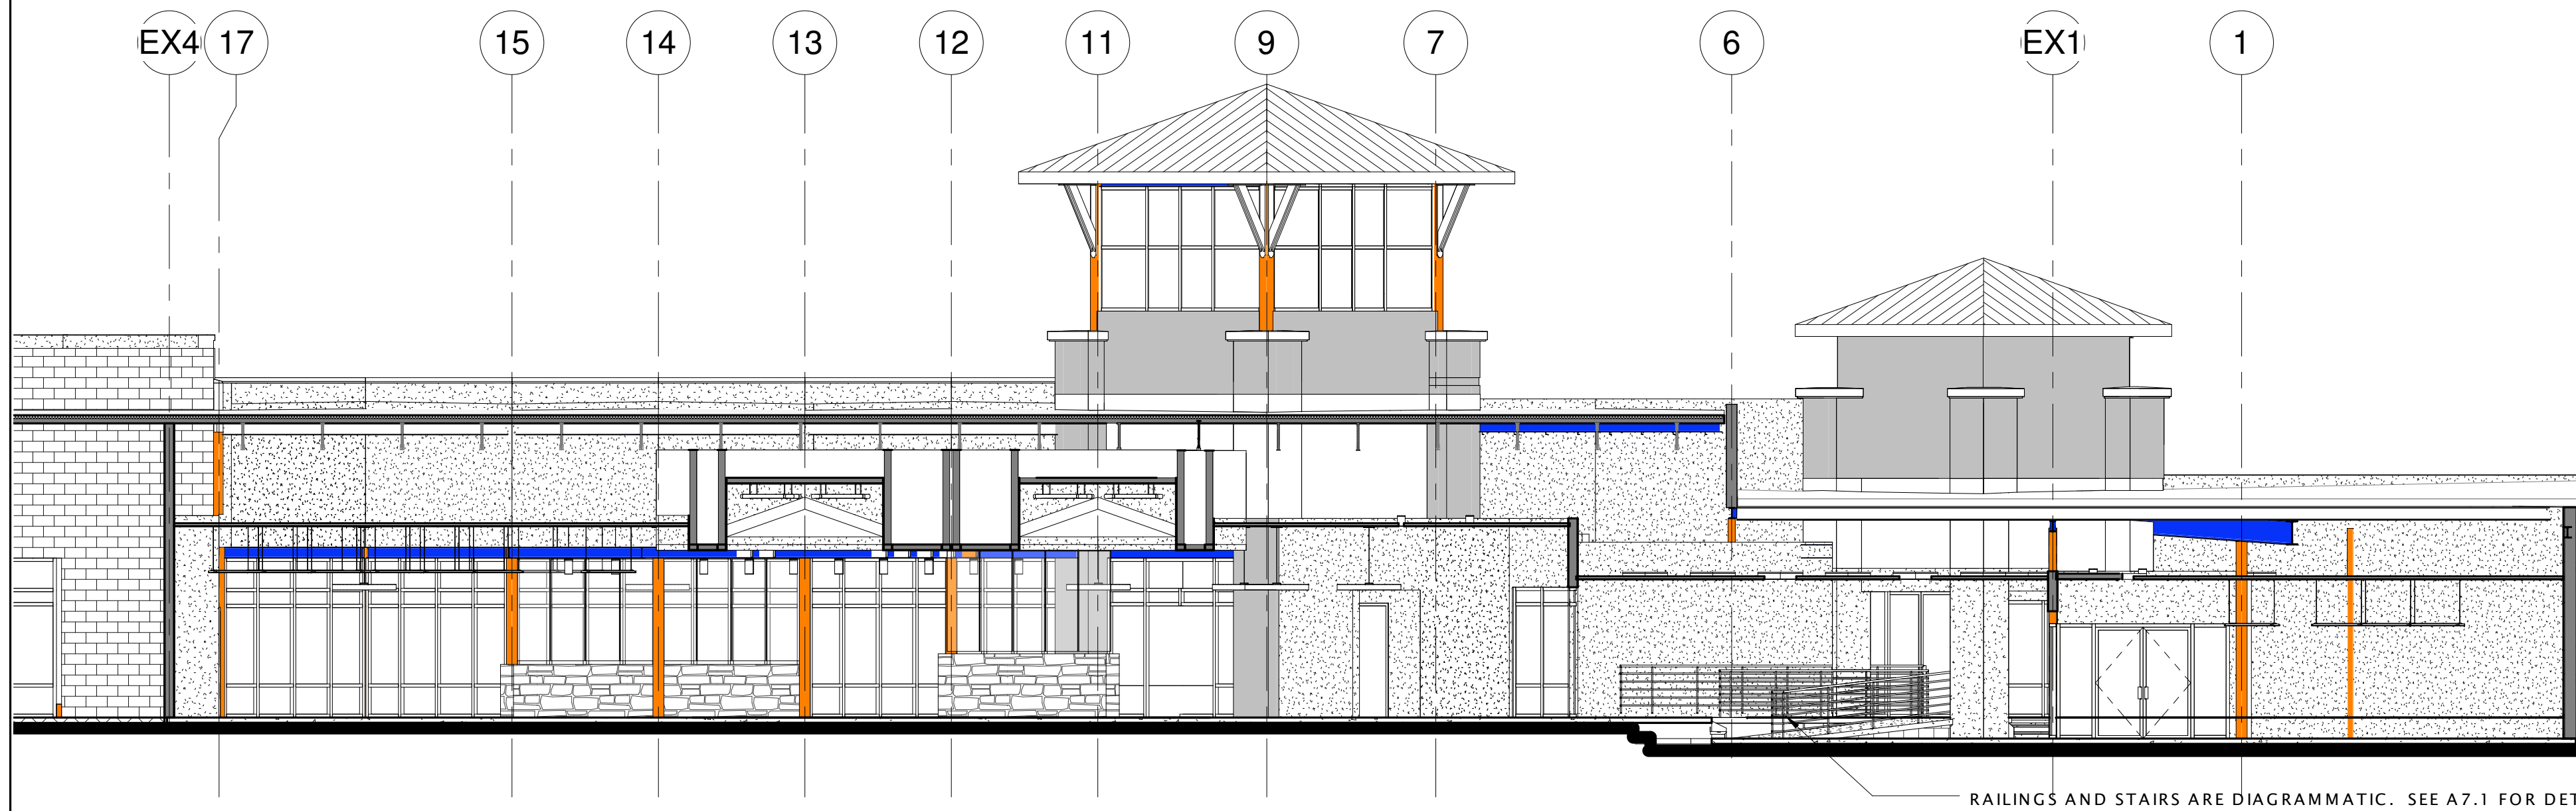 EX4 17 15 14 13 12 11 9 7 6 EX1 1
RAILINGS AND STAIRS ARE DIAGRAMMATIC. SEE A7.1 FOR DET